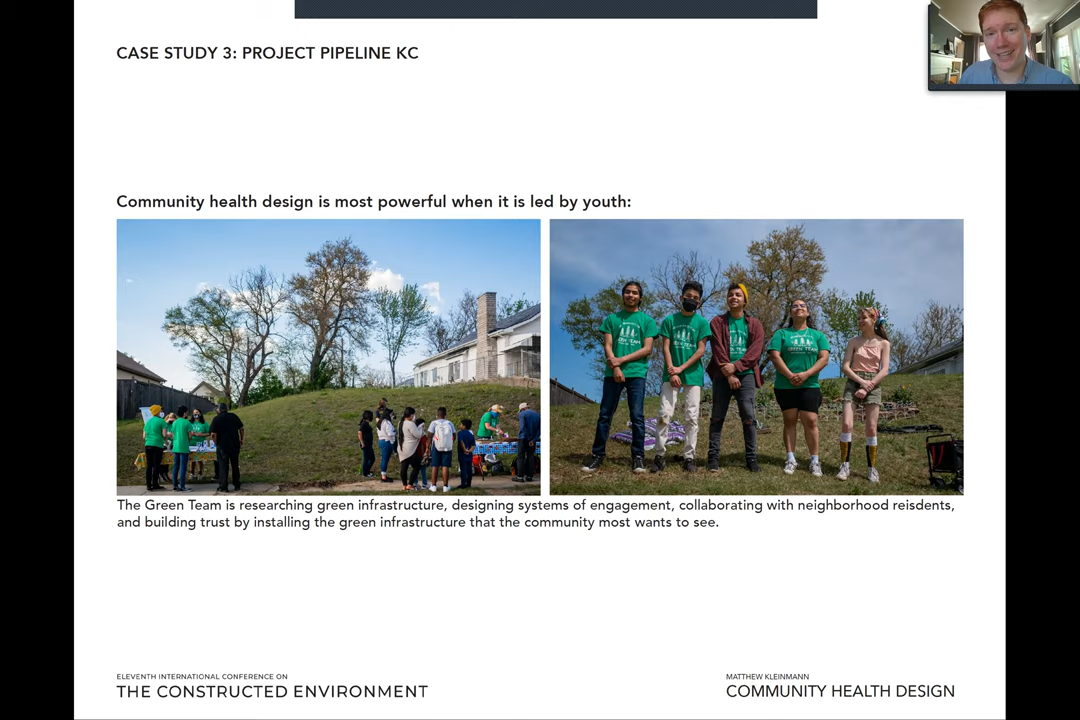 CASE STUDY 3: PROJECT PIPELINE KC
Community health design is most powerful when it is led by youth:
GREEN TEAM
The Green Team is researching green infrastructure, designing systems of engagement, collaborating with neighborhood reisdents,
and building trust by installing the green infrastructure that the community most wants to see.
ELEVENTH INTERNATIONAL CONFERENCE ON
THE CONSTRUCTED ENVIRONMENT
MATTHEW KLEINMANN
COMMUNITY HEALTH DESIGN